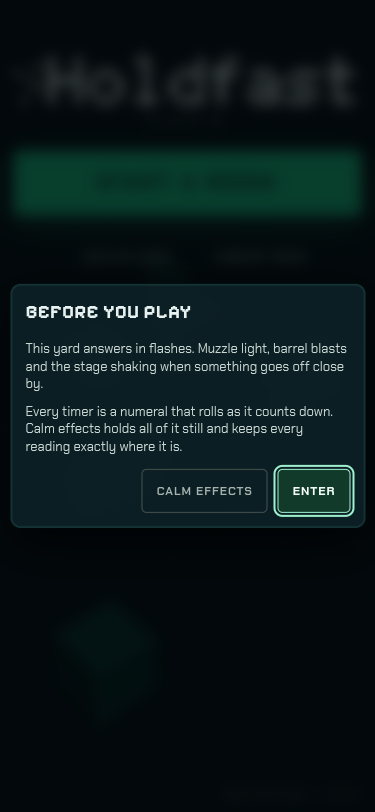 Holdfast
BEFORE YOU PLAY
This yard answers in flashes. Muzzle light, barrel blasts
and the stage shaking when something goes off close
by.
Every timer is a numeral that rolls as it counts down.
Calm effects holds all of it still and keeps every
reading exactly where it is.
CALM EFFECTS
ENTER